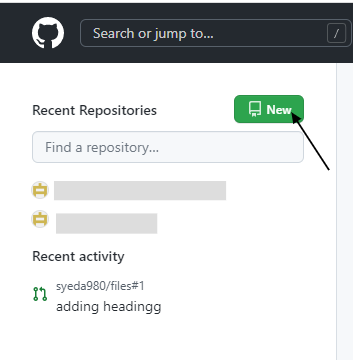 Search or jump to...
/
Recent Repositories
New
Find a repository...
Recent activity
syeda980/files#1
adding headingg